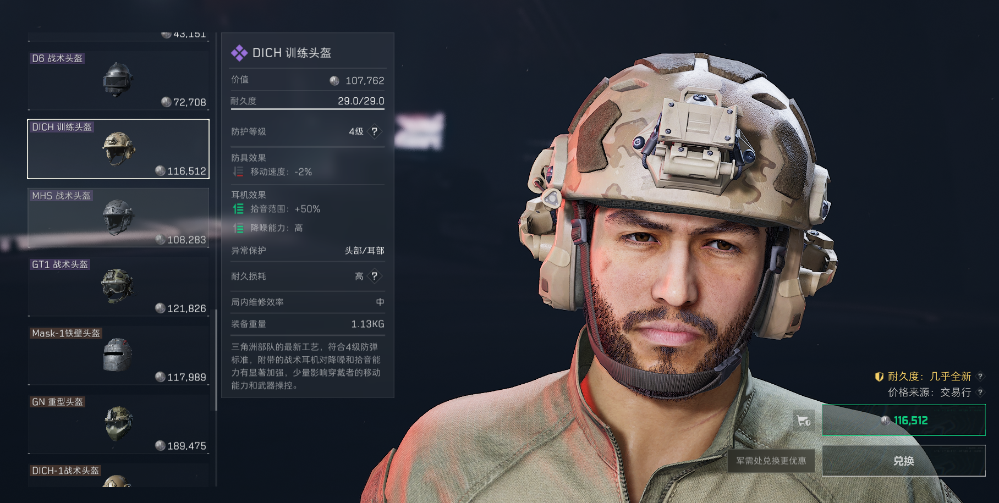 43,151
D6 战术头盔
72,708
DICH 训练头盔
116,512
MHS 战术头盔
108,283
GT1 战术头盔
121,826
Mask-1铁壁头盔
117,989
GN 重型头盔
189,475
DICH-1战术头盔
DICH 训练头盔
价值 107,762
耐久度 29.0/29.0
防护等级 4级 ?
防具效果
移动速度: -2%
耳机效果
拾音范围: +50%
降噪能力: 高
异常保护 头部/耳部
耐久损耗 高 ?
局内维修效率 中
装备重量 1.13KG
三角洲部队的最新工艺，符合4级防弹
标准，附带的战术耳机对降噪和拾音能
力有显著加强，少量影响穿戴者的移动
能力和武器操控。
耐久度: 几乎全新 ?
价格来源: 交易行 ?
116,512
军需处兑换更优惠
兑换